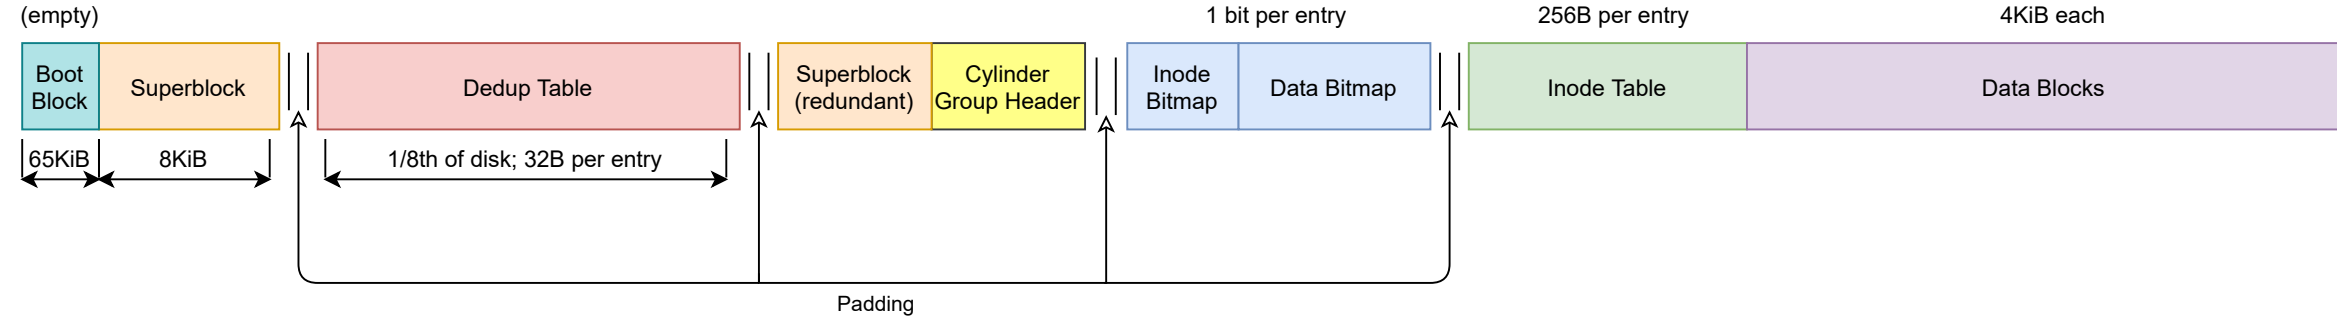 (empty)
1 bit per entry
256B per entry
4KiB each
Boot
Block
Superblock
Dedup Table
Superblock
(redundant)
Cylinder
Group Header
Inode
Bitmap
Data Bitmap
Inode Table
Data Blocks
65KiB
8KiB
1/8th of disk; 32B per entry
Padding